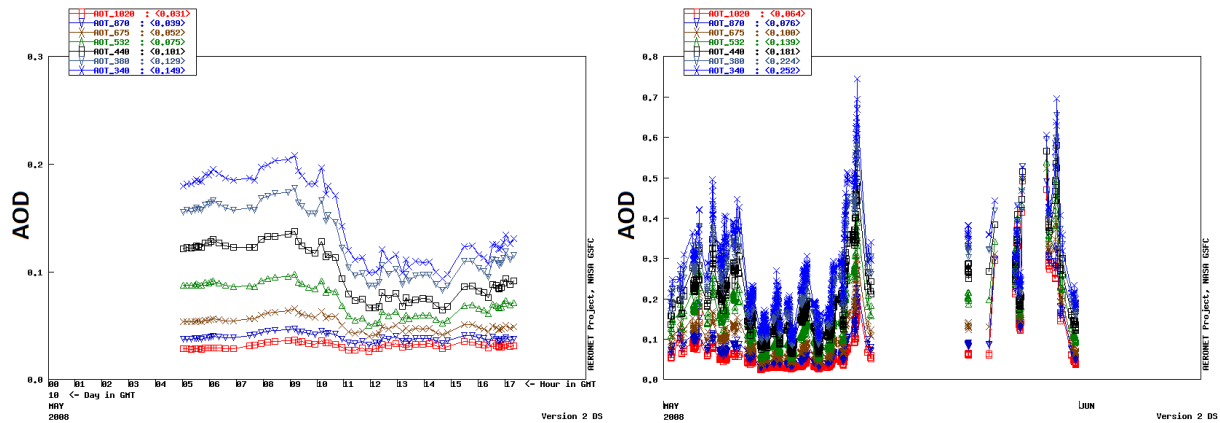 AOT_1020 : <0.031>
AOT_870 : <0.039>
AOT_675 : <0.052>
AOT_532 : <0.075>
AOT_440 : <0.101>
AOT_380 : <0.129>
AOT_340 : <0.149>
0.3
0.2
0.1
0.0
AOD
00 01 02 03 04 05 06 07 08 09 10 11 12 13 14 15 16 17 <- Hour in GMT
10 <- Day in GMT
MAY
2008
Version 2 DS
AERONET Project, NASA GSFC
AOT_1020 : <0.064>
AOT_870 : <0.076>
AOT_675 : <0.100>
AOT_532 : <0.139>
AOT_440 : <0.181>
AOT_380 : <0.224>
AOT_340 : <0.252>
0.8
0.7
0.6
0.5
0.4
0.3
0.2
0.1
0.0
AOD
MAY
2008
JUN
Version 2 DS
AERONET Project, NASA GSFC